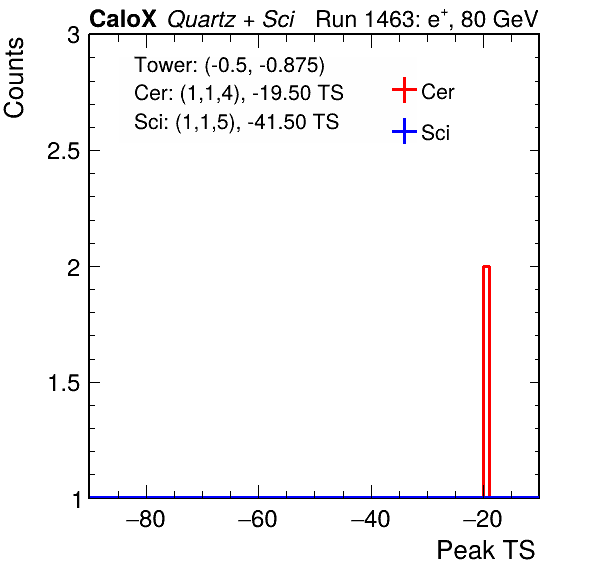 CaloX Quartz + Sci Run 1463: e+, 80 GeV
Counts
3
2.5
2
1.5
1
Tower: (-0.5, -0.875)
Cer: (1,1,4), -19.50 TS
Sci: (1,1,5), -41.50 TS
Cer
Sci
−80 −60 −40 −20
Peak TS